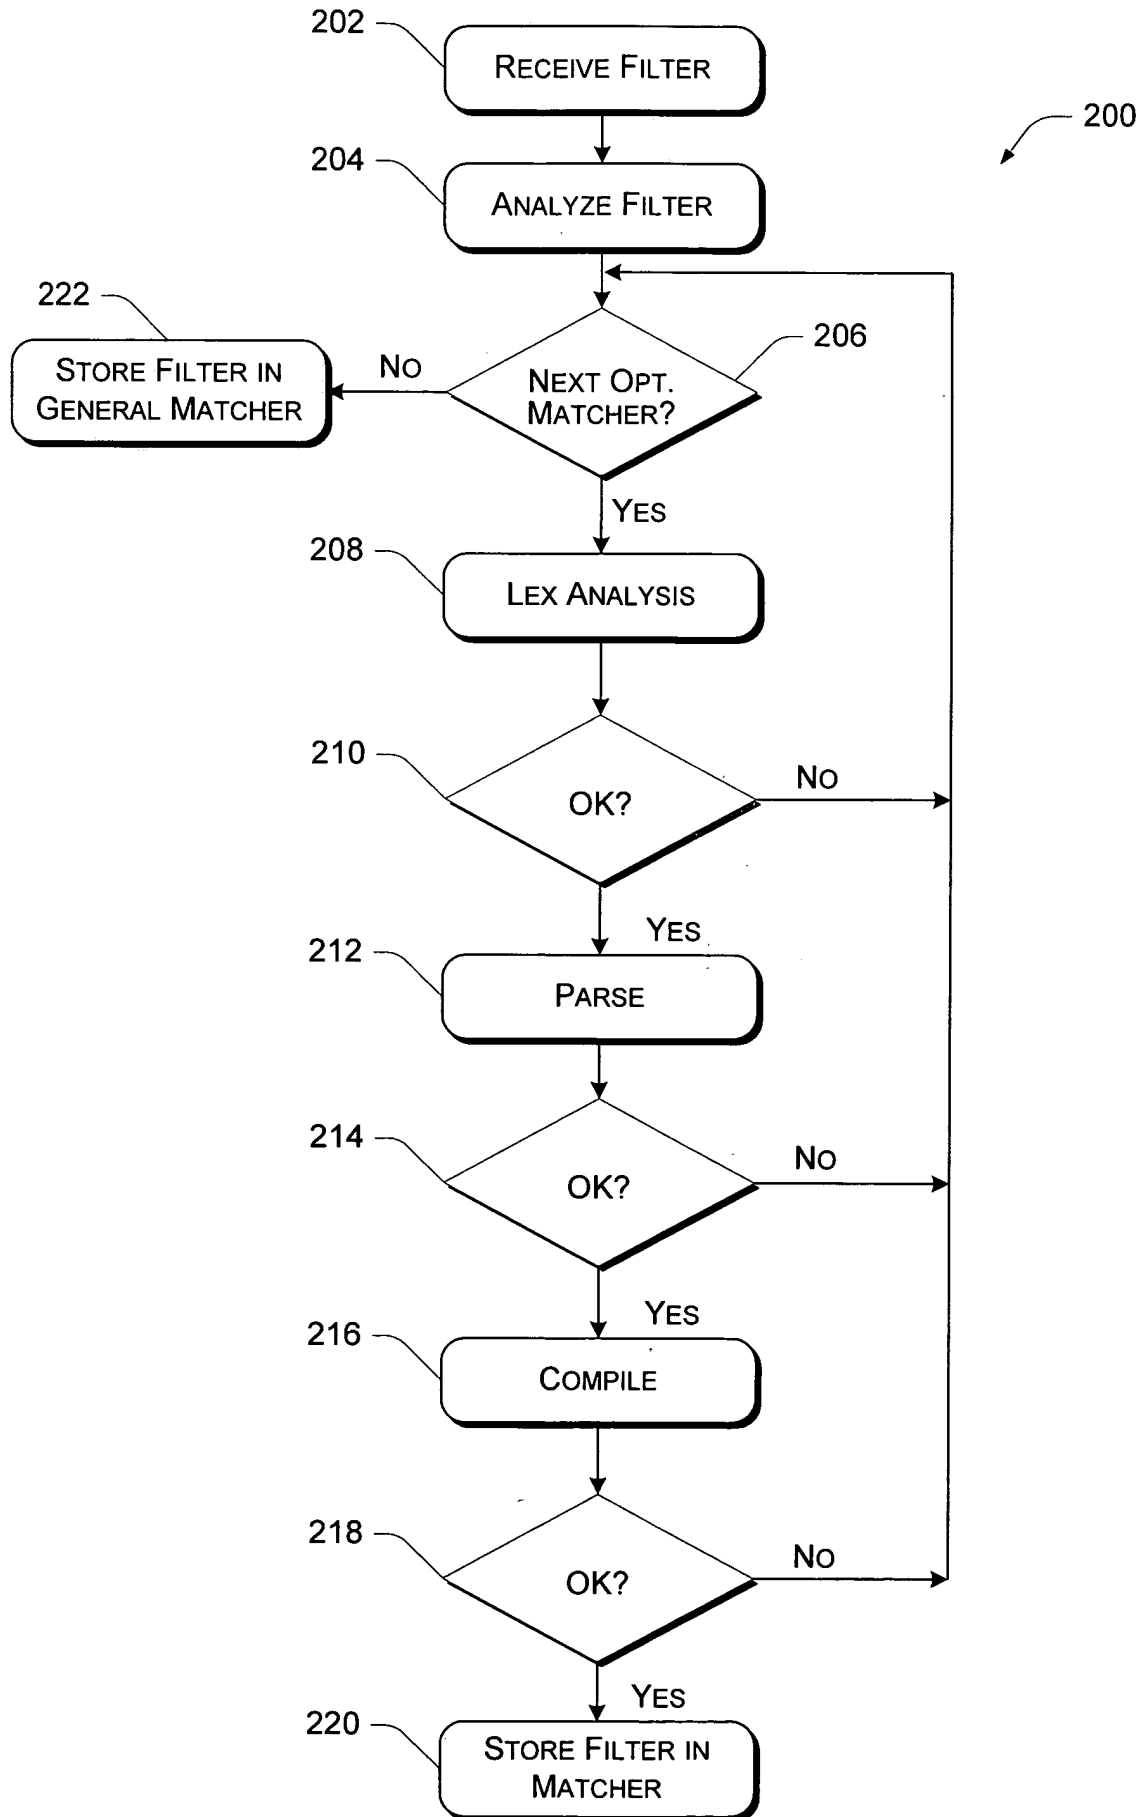 202
RECEIVE FILTER
200
204
ANALYZE FILTER
222
STORE FILTER IN
GENERAL MATCHER
NO
206
NEXT OPT.
MATCHER?
YES
208
LEX ANALYSIS
210
OK?
NO
YES
212
PARSE
214
OK?
NO
YES
216
COMPILE
218
OK?
NO
YES
220
STORE FILTER IN
MATCHER